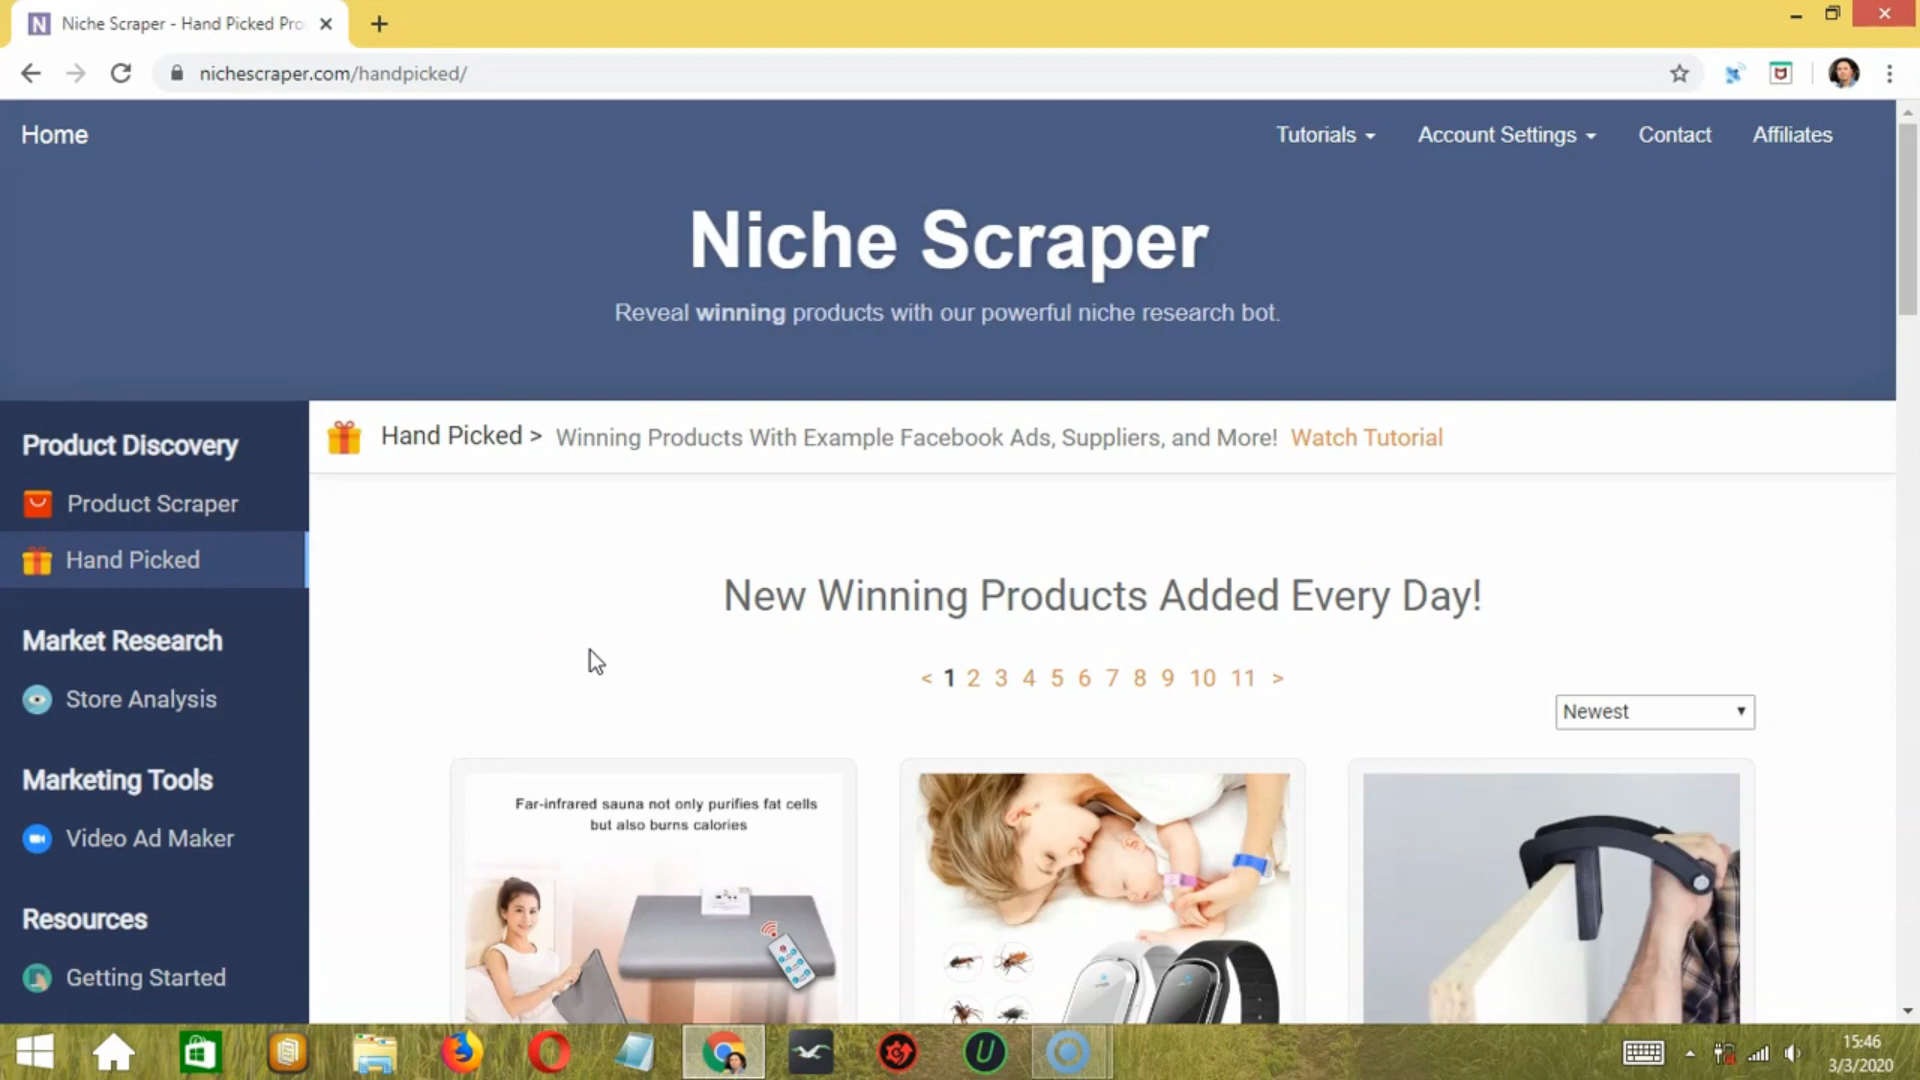 Niche Scraper - Hand Picked Pro
nichescraper.com/handpicked/
Home
Tutorials
Account Settings
Contact
Affiliates
Niche Scraper
Reveal winning products with our powerful niche research bot.
Product Discovery
Product Scraper
Hand Picked
Market Research
Store Analysis
Marketing Tools
Video Ad Maker
Resources
Getting Started
Hand Picked > Winning Products With Example Facebook Ads, Suppliers, and More! Watch Tutorial
New Winning Products Added Every Day!
< 1 2 3 4 5 6 7 8 9 10 11 >
Newest
Far-infrared sauna not only purifies fat cells
but also burns calories
15:46
3/3/2020